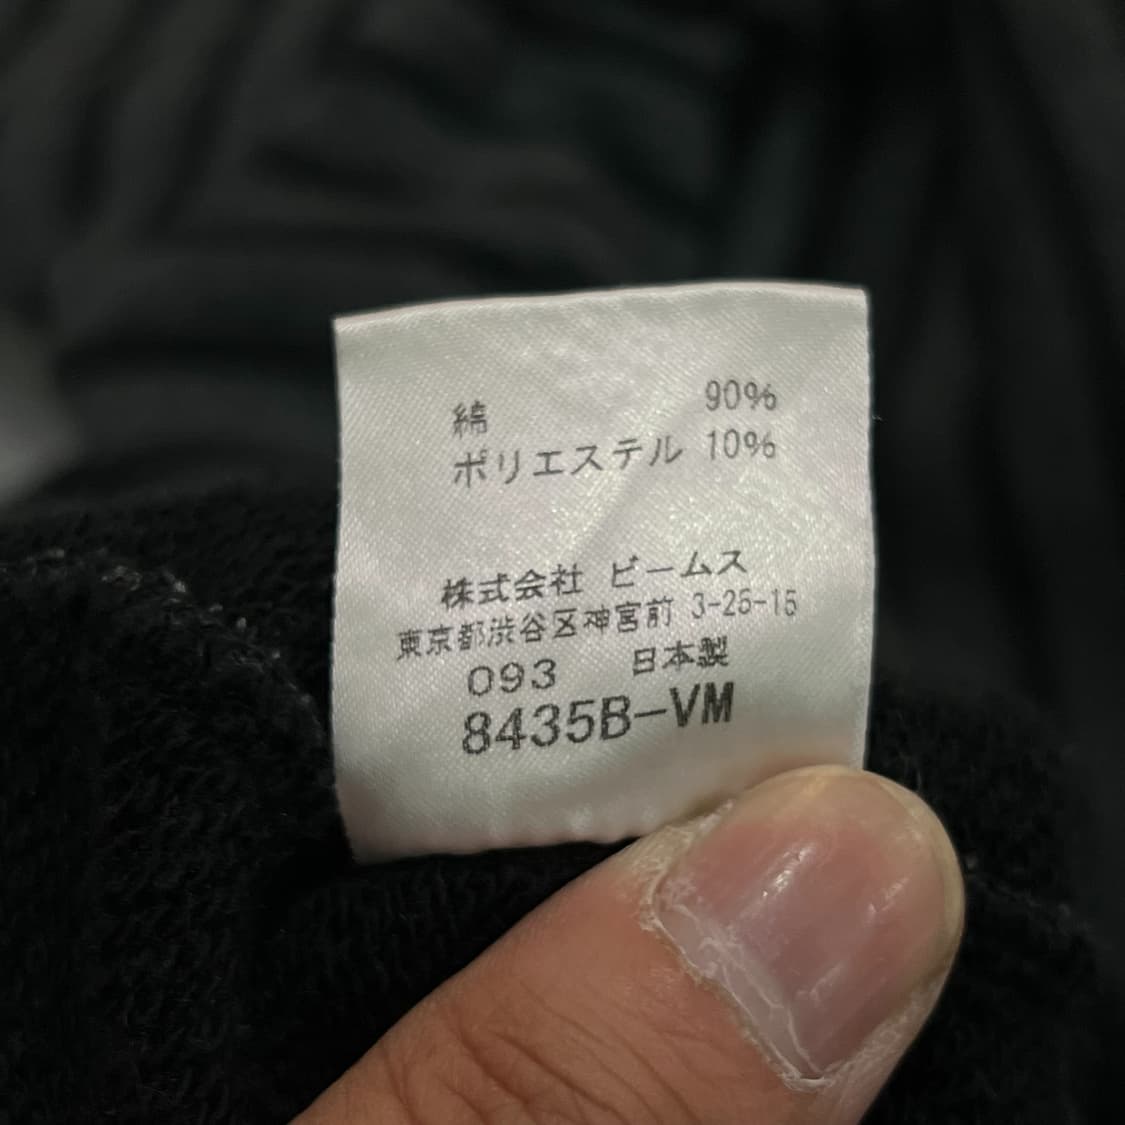 綿 90%
ポリエステル 10%
株式会社 ビームス
東京都渋谷区神宮前 3-25-15
093 日本製
8435B-VM